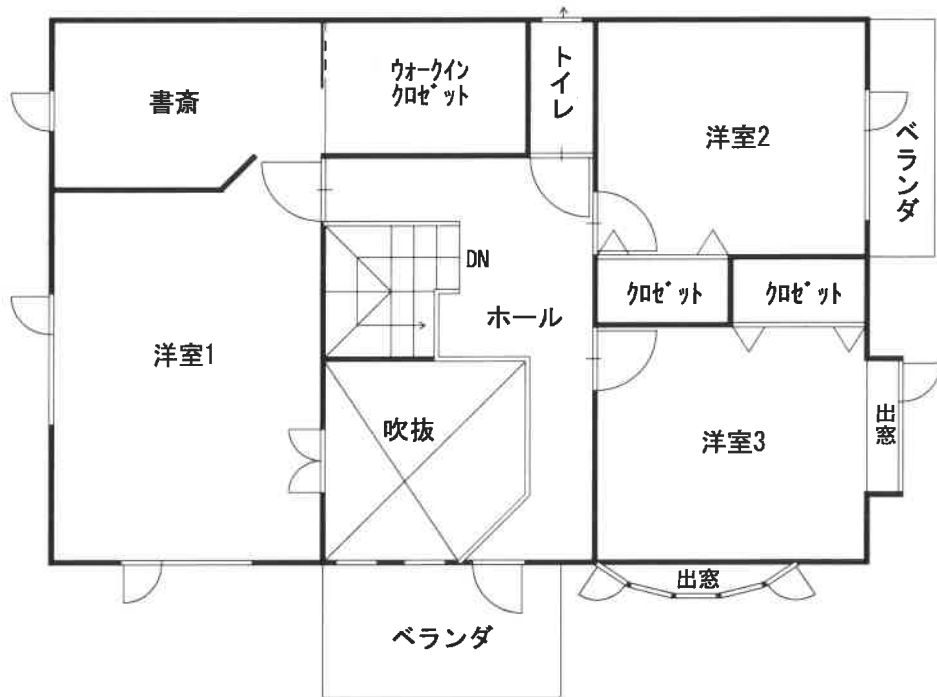 書斎
ウォークイン
クロゼット
トイレ
洋室2
ベランダ
DN
ホール
クロゼット
クロゼット
洋室1
吹抜
洋室3
出窓
出窓
ベランダ